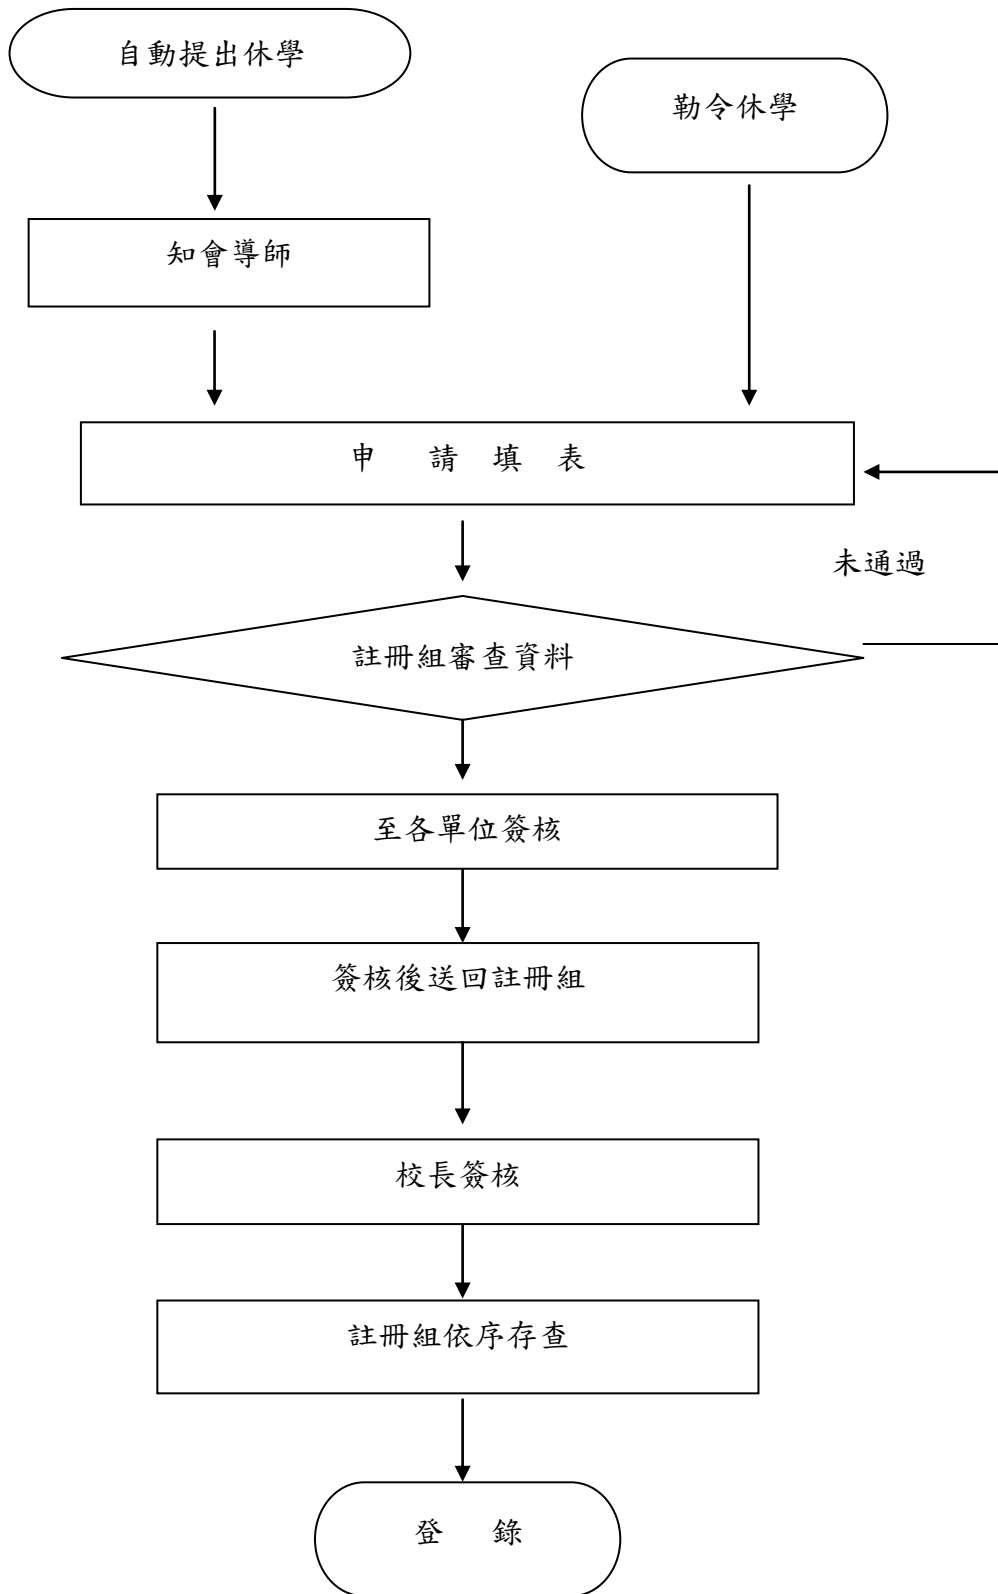 自動提出休學
勒令休學
知會導師
申 請 填 表
未通過
註冊組審查資料
至各單位簽核
簽核後送回註冊組
校長簽核
註冊組依序存查
登 錄